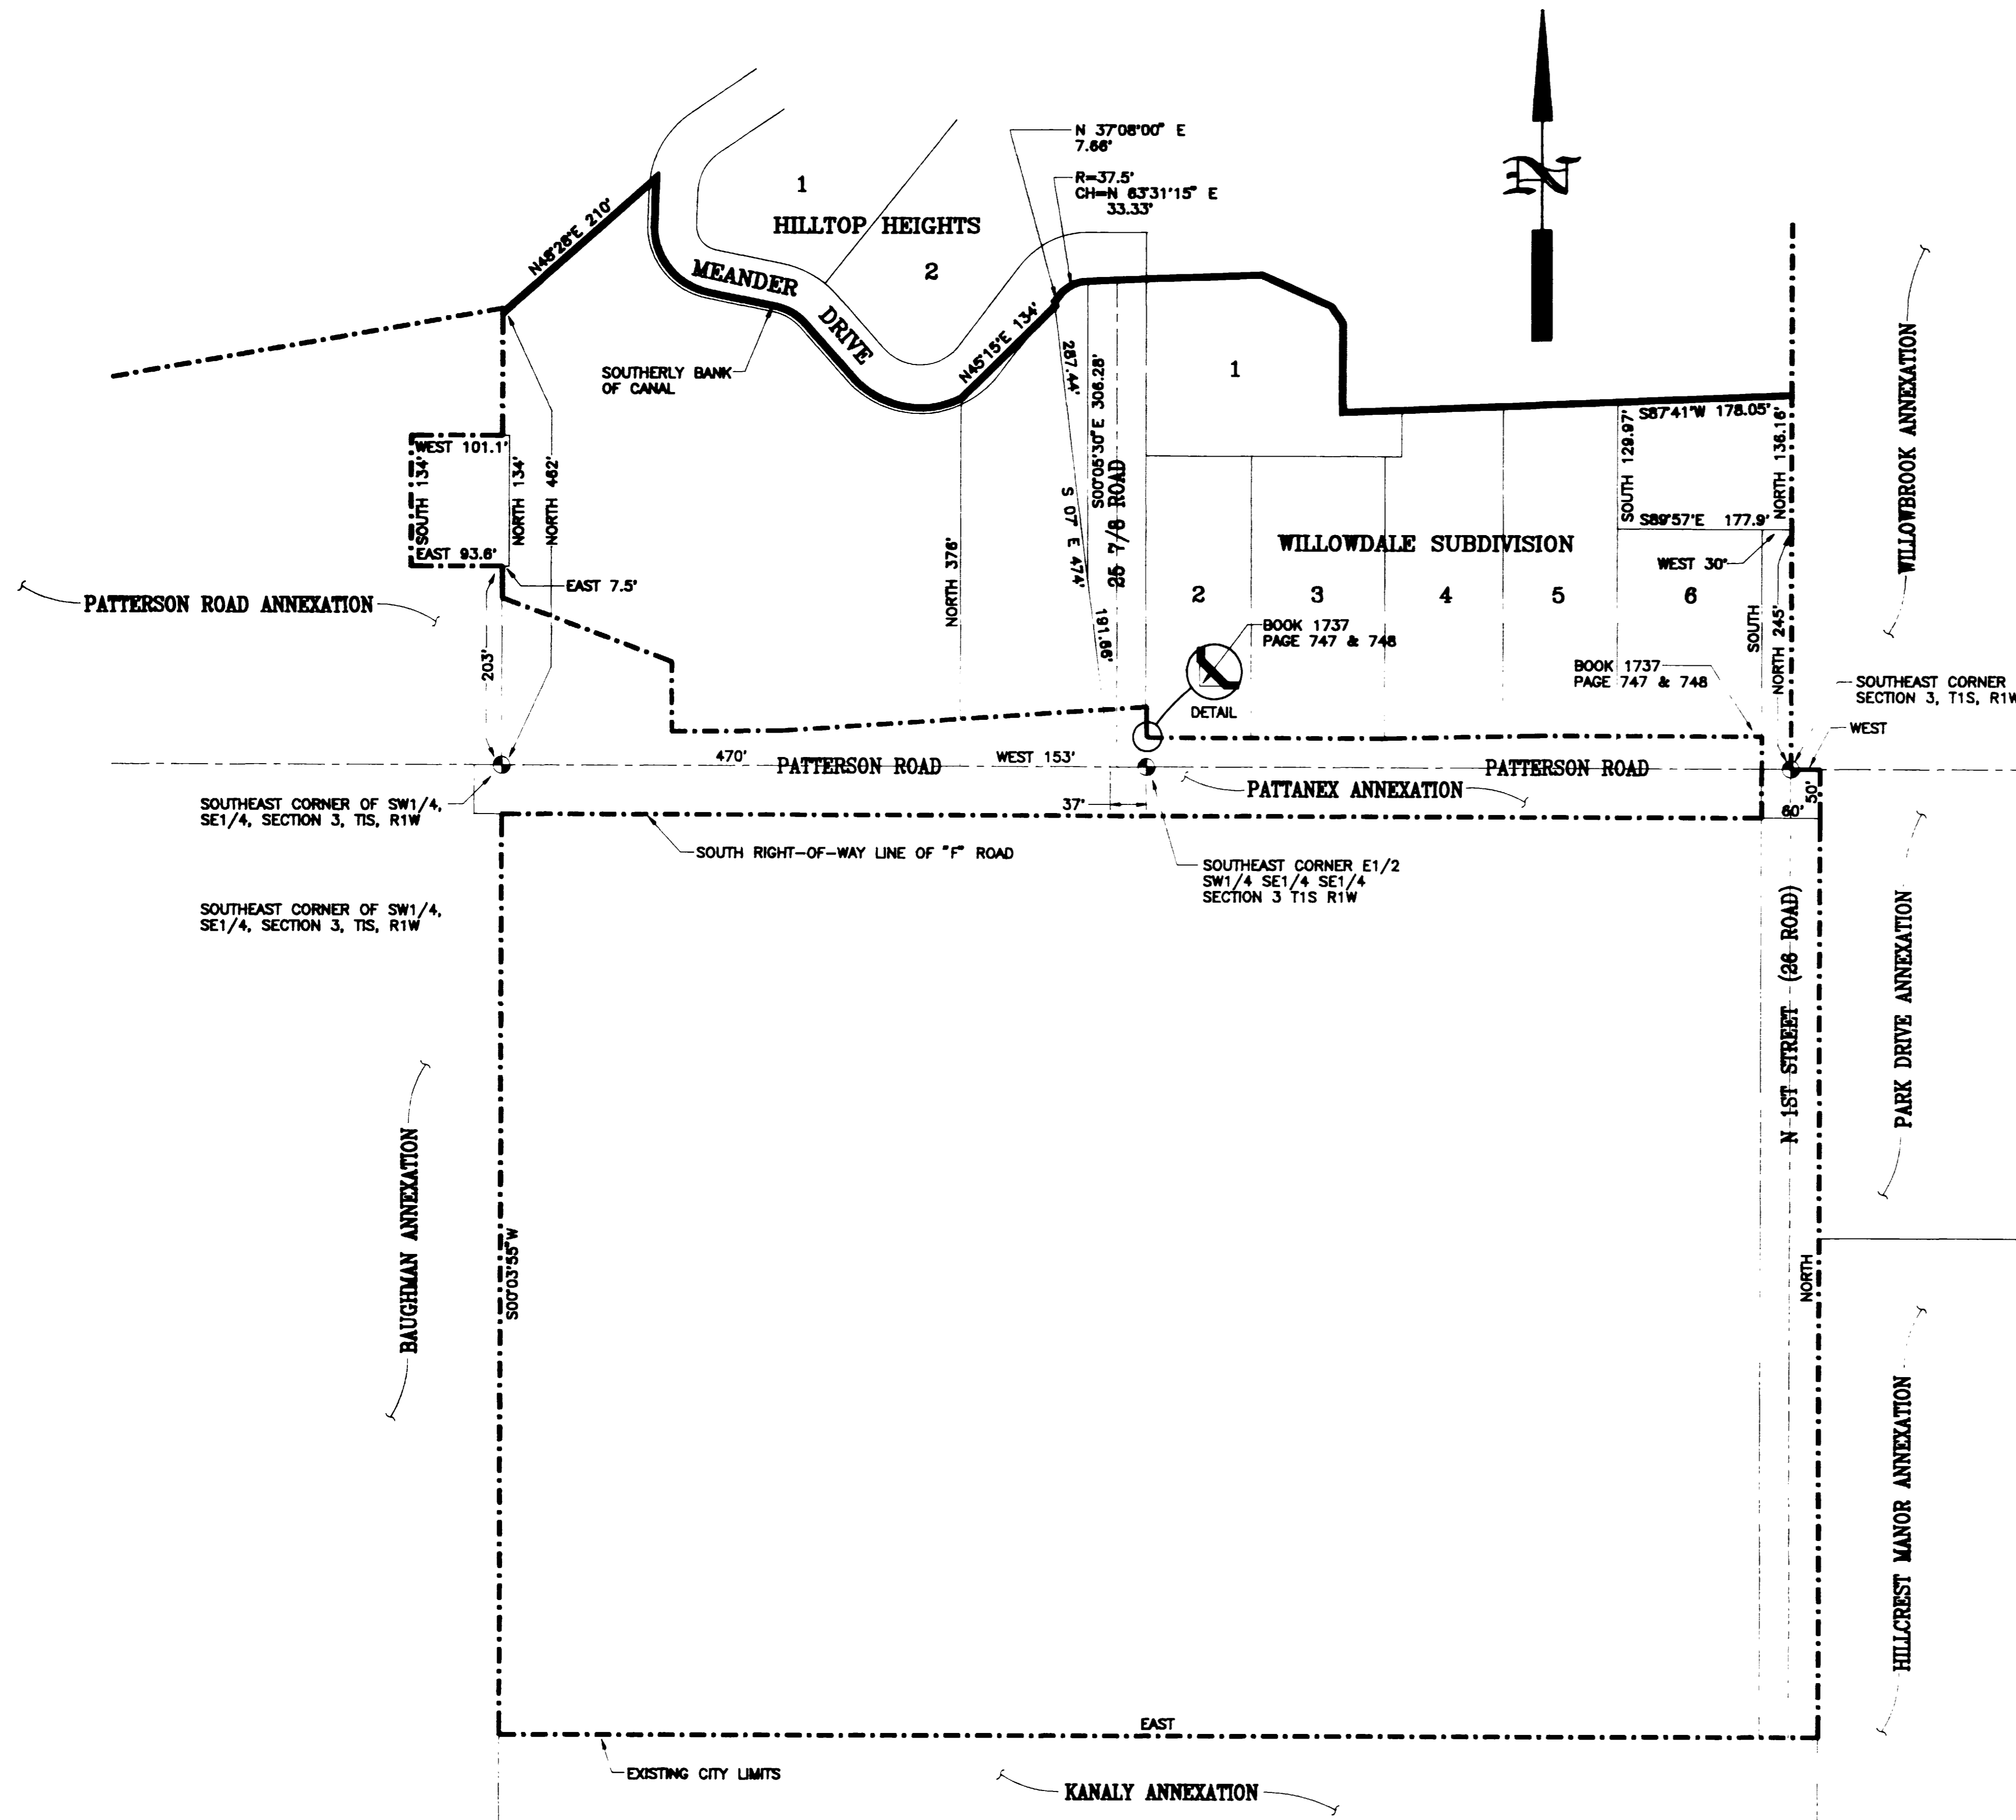 N 37°08'00" E
7.66'
R=37.5'
CH=N 63°31'15" E
33.33'
N
1
HILLTOP HEIGHTS
2
MEANDER
DRIVE
N48°28'E 210'
N45°15'E 134'
SOUTHERLY BANK
OF CANAL
WEST 101.1'
SOUTH 134'
NORTH 134'
NORTH 462'
EAST 93.6'
EAST 7.5'
203'
PATTERSON ROAD ANNEXATION
NORTH 376'
287.44'
S 07° E 474'
191.66'
S00°05'30"E 306.28'
25 7/8 ROAD
1
WILLOWDALE SUBDIVISION
2
3
4
5
6
S87°41'W 178.05'
SOUTH 129.97'
NORTH 136.16'
S89°57'E 177.9'
WEST 30'
SOUTH
NORTH 245'
WILLOWBROOK ANNEXATION
BOOK 1737
PAGE 747 & 748
DETAIL
BOOK 1737
PAGE 747 & 748
SOUTHEAST CORNER
SECTION 3, T1S, R1W
WEST
470'
PATTERSON ROAD
WEST 153'
PATTERSON ROAD
PATTANEX ANNEXATION
37'
50'
60'
SOUTHEAST CORNER OF SW1/4,
SE1/4, SECTION 3, TIS, R1W
SOUTH RIGHT-OF-WAY LINE OF "F" ROAD
SOUTHEAST CORNER E1/2
SW1/4 SE1/4 SE1/4
SECTION 3 T1S R1W
SOUTHEAST CORNER OF SW1/4,
SE1/4, SECTION 3, TIS, R1W
N 1ST STREET (26 ROAD)
PARK DRIVE ANNEXATION
BAUGHMAN ANNEXATION
S00°03'55"W
NORTH
HILLCREST MANOR ANNEXATION
EAST
EXISTING CITY LIMITS
KANALY ANNEXATION